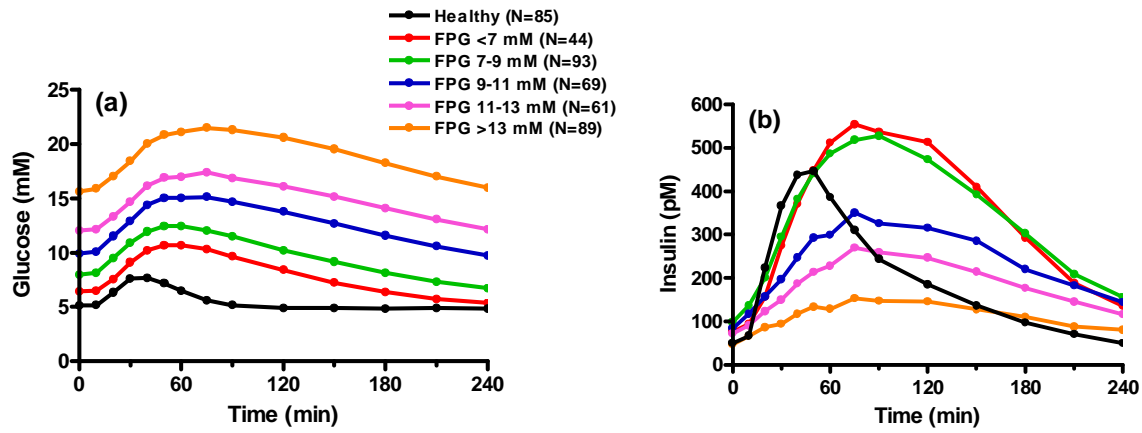 Healthy (N=85)
FPG <7 mM (N=44)
FPG 7-9 mM (N=93)
FPG 9-11 mM (N=69)
FPG 11-13 mM (N=61)
FPG >13 mM (N=89)
(a)
25
20
15
10
5
0
Glucose (mM)
0 60 120 180 240
Time (min)
(b)
600
500
400
300
200
100
0
Insulin (pM)
0 60 120 180 240
Time (min)